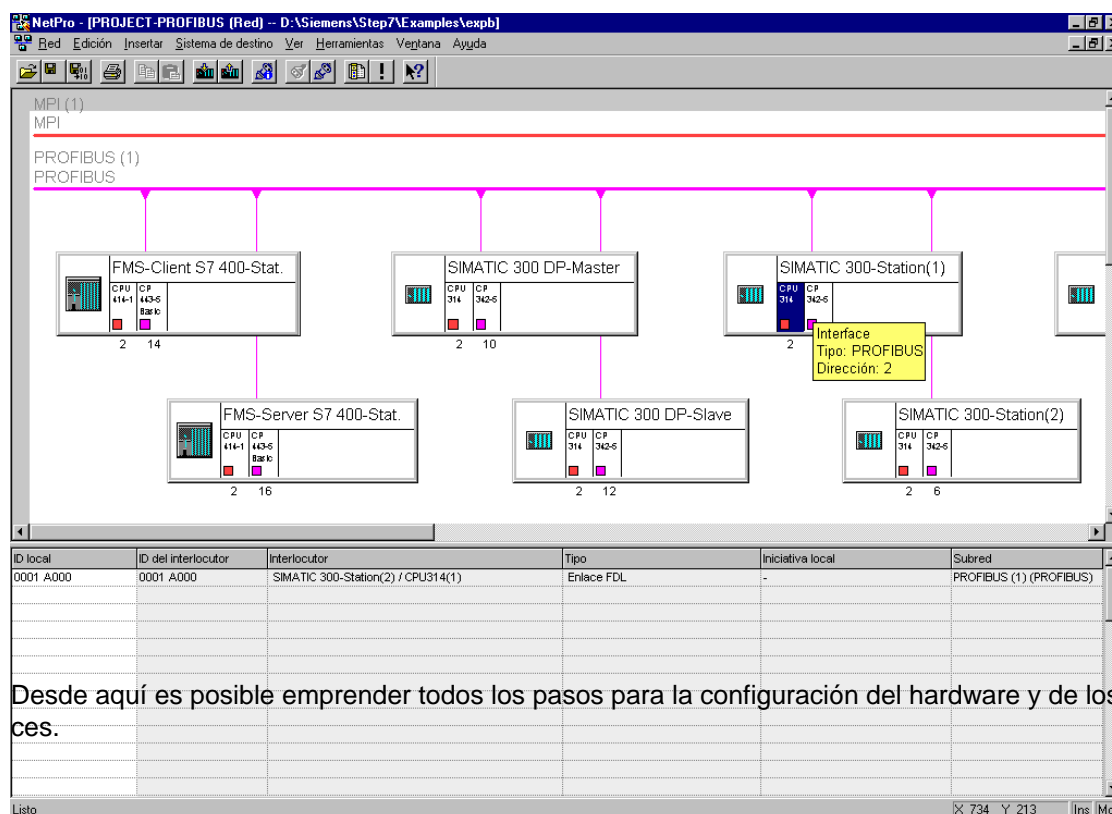 NetPro - [PROJECT-PROFIBUS (Red) -- D:\Siemens\Step7\Examples\expb]
Red Edición Insertar Sistema de destino Ver Herramientas Ventana Ayuda
MPI (1)
MPI
PROFIBUS (1)
PROFIBUS
FMS-Client S7 400-Stat.
CPU 414-1
CP 443-5 Basic
2 14
SIMATIC 300 DP-Master
CPU 314
CP 342-5
2 10
SIMATIC 300-Station(1)
CPU 314
CP 342-5
2
Interface
Tipo: PROFIBUS
Dirección: 2
FMS-Server S7 400-Stat.
CPU 414-1
CP 443-5 Basic
2 16
SIMATIC 300 DP-Slave
CPU 314
CP 342-5
2 12
SIMATIC 300-Station(2)
CPU 314
CP 342-5
2 6
ID local ID del interlocutor Interlocutor Tipo Iniciativa local Subred
0001 A000 0001 A000 SIMATIC 300-Station(2) / CPU314(1) Enlace FDL - PROFIBUS (1) (PROFIBUS)
Desde aquí es posible emprender todos los pasos para la configuración del hardware y de los
ces.
Listo X 734 Y 213 Ins